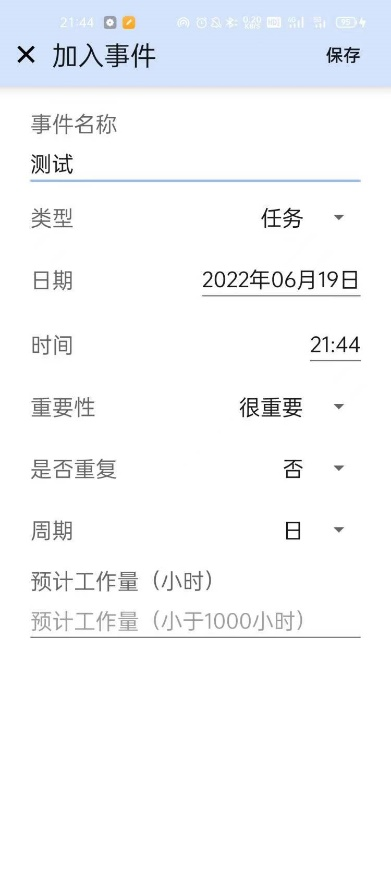 21:44
加入事件
保存
事件名称
测试
类型 任务
日期 2022年06月19日
时间 21:44
重要性 很重要
是否重复 否
周期 日
预计工作量（小时）
预计工作量（小于1000小时）